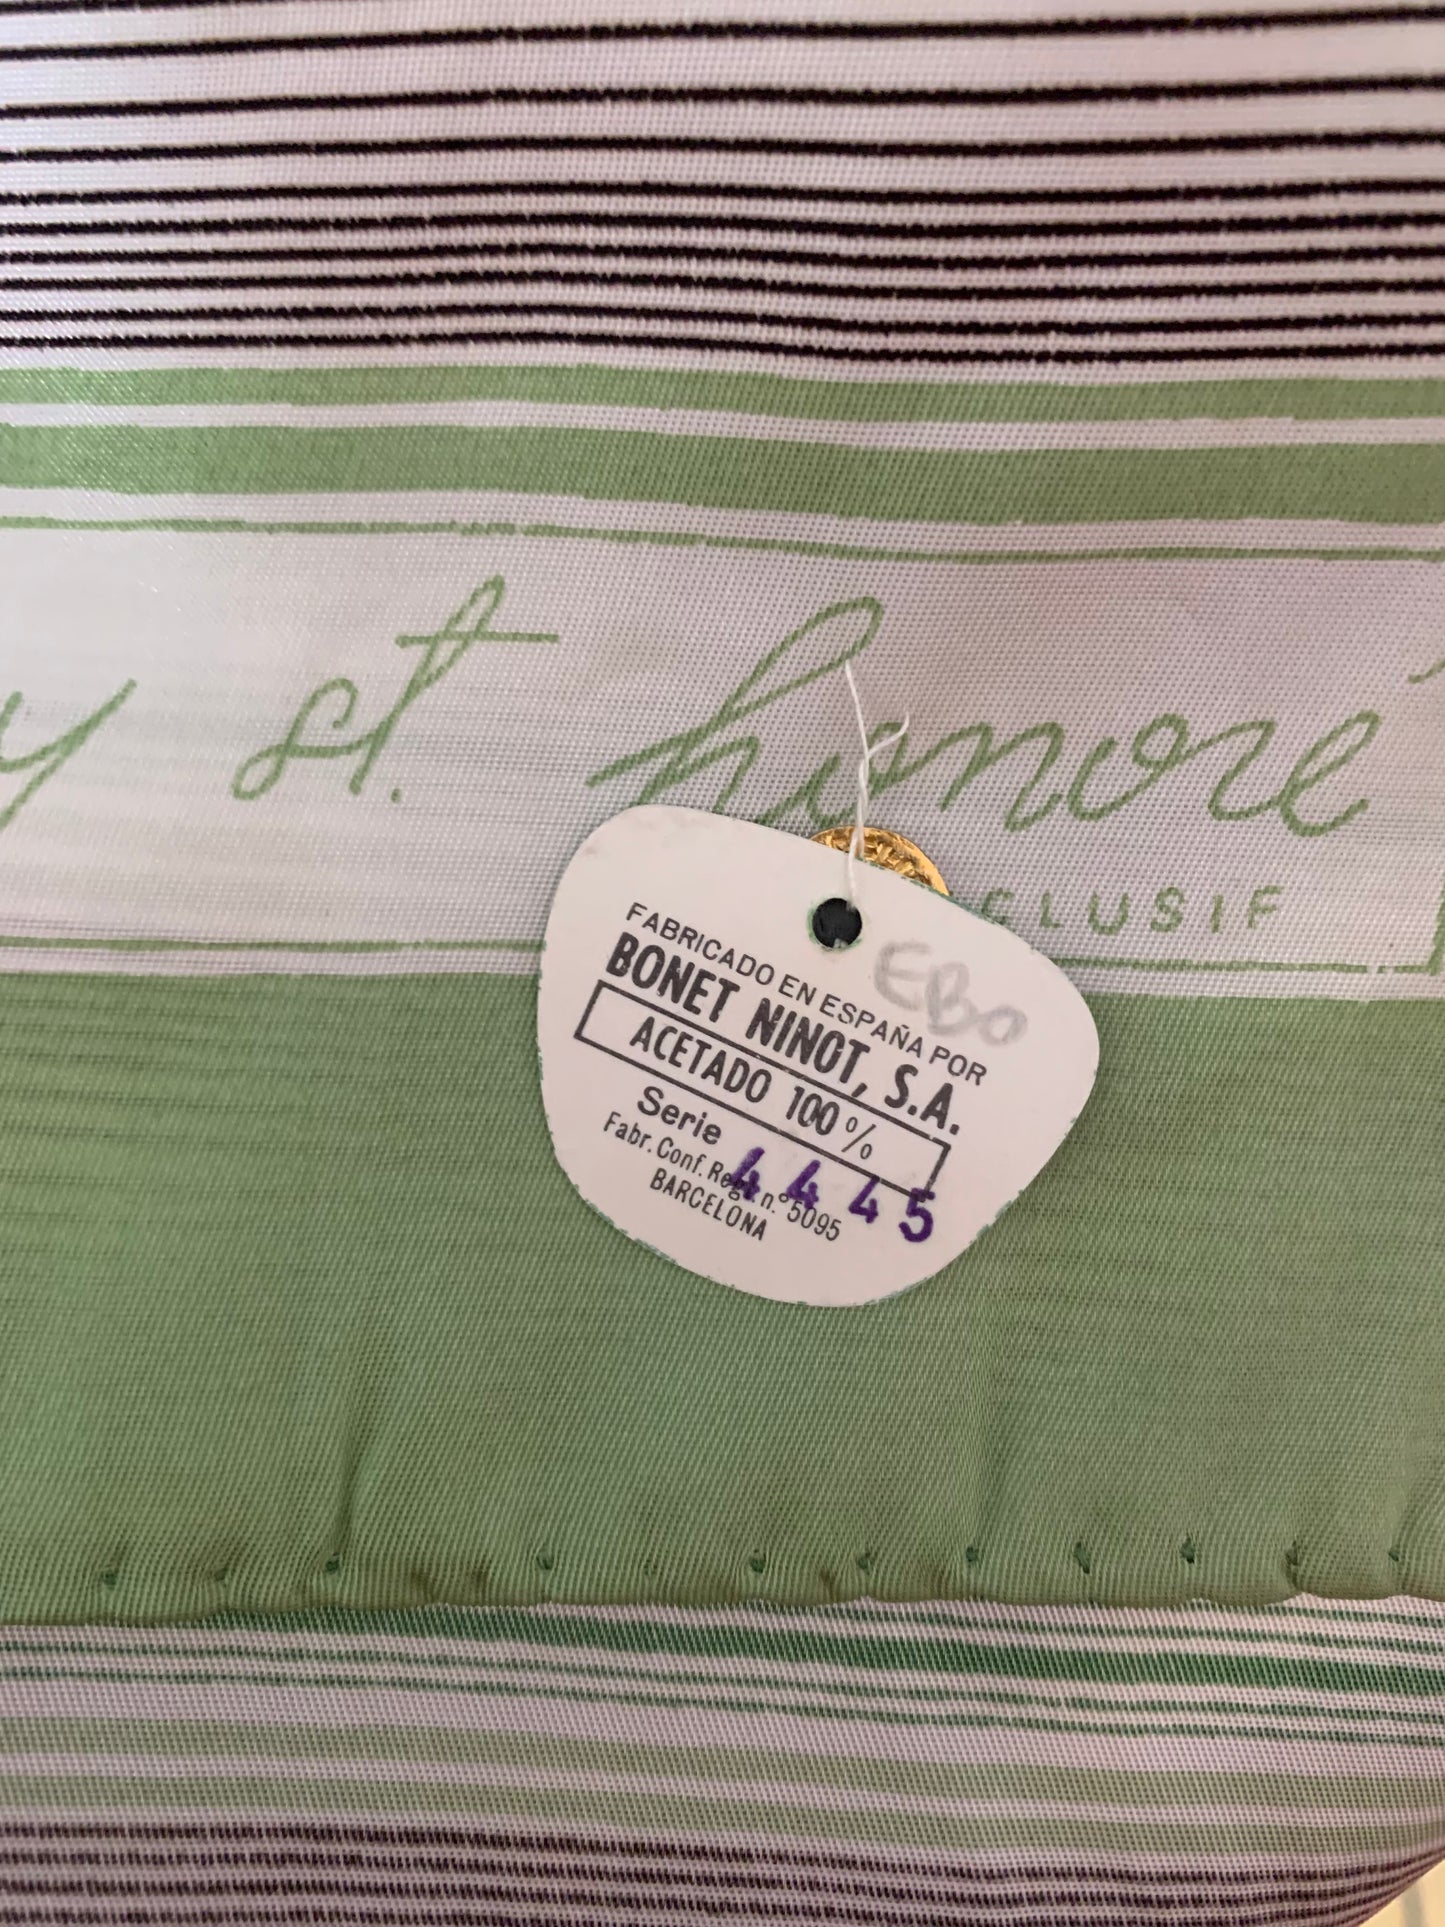 y st. honoré
CLUSIF
EBO
FABRICADO EN ESPAÑA POR
BONET NINOT, S.A.
ACETADO 100%
Serie 4445
Fabr. Conf. Reg. n.° 5095
BARCELONA